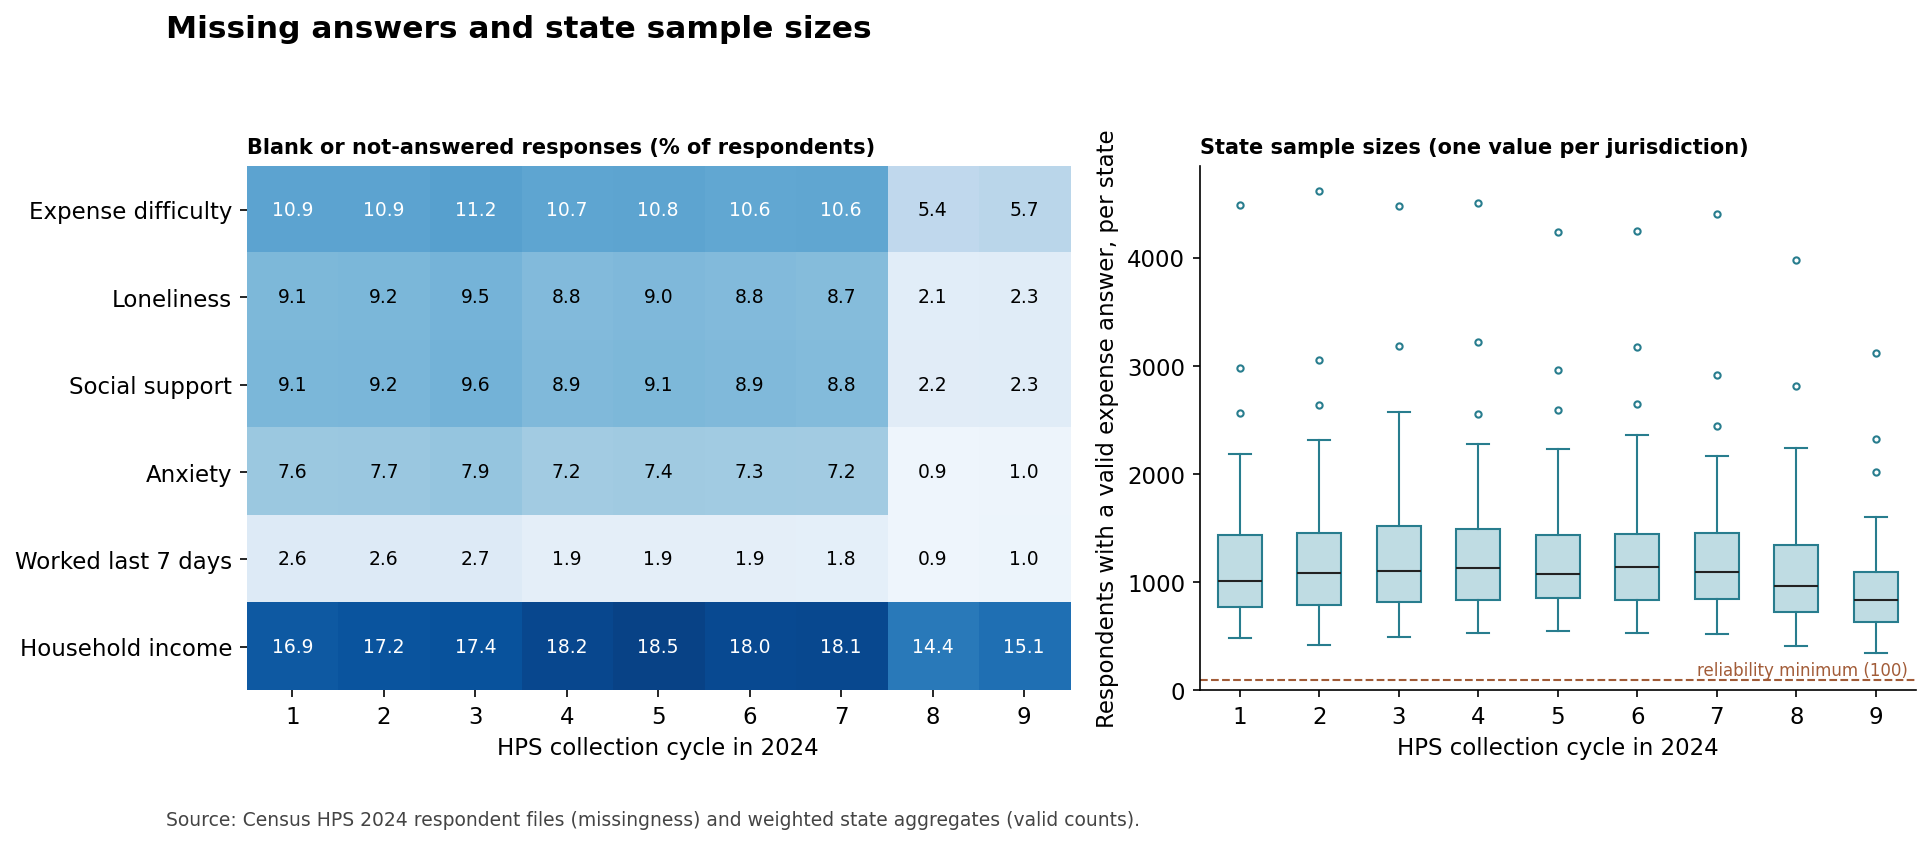 Missing answers and state sample sizes
Blank or not-answered responses (% of respondents)
Expense difficulty 10.9 10.9 11.2 10.7 10.8 10.6 10.6 5.4 5.7
Loneliness 9.1 9.2 9.5 8.8 9.0 8.8 8.7 2.1 2.3
Social support 9.1 9.2 9.6 8.9 9.1 8.9 8.8 2.2 2.3
Anxiety 7.6 7.7 7.9 7.2 7.4 7.3 7.2 0.9 1.0
Worked last 7 days 2.6 2.6 2.7 1.9 1.9 1.9 1.8 0.9 1.0
Household income 16.9 17.2 17.4 18.2 18.5 18.0 18.1 14.4 15.1
1 2 3 4 5 6 7 8 9
HPS collection cycle in 2024
State sample sizes (one value per jurisdiction)
Respondents with a valid expense answer, per state
4000
3000
2000
1000
0
reliability minimum (100)
1 2 3 4 5 6 7 8 9
HPS collection cycle in 2024
Source: Census HPS 2024 respondent files (missingness) and weighted state aggregates (valid counts).